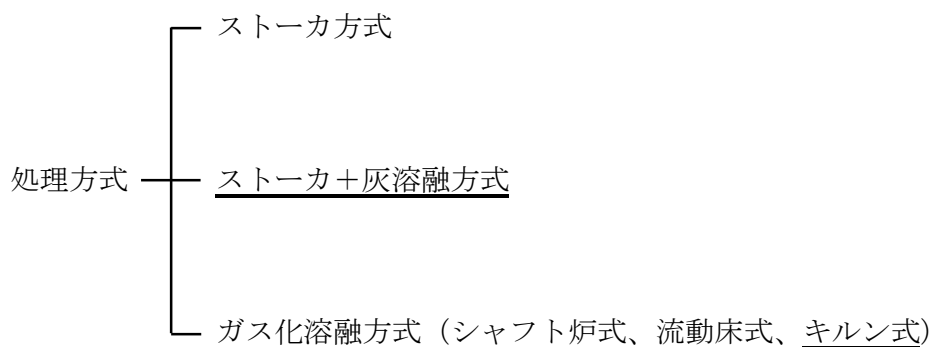 ストーカ方式
処理方式 ストーカ＋灰溶融方式
ガス化溶融方式（シャフト炉式、流動床式、キルン式）